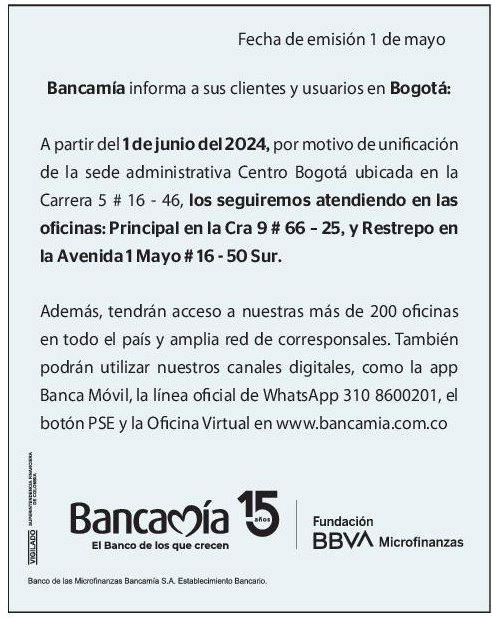 Fecha de emisión 1 de mayo
Bancamía informa a sus clientes y usuarios en Bogotá:
A partir del 1 de junio del 2024, por motivo de unificación
de la sede administrativa Centro Bogotá ubicada en la
Carrera 5 # 16 - 46, los seguiremos atendiendo en las
oficinas: Principal en la Cra 9 # 66 – 25, y Restrepo en
la Avenida 1 Mayo # 16 - 50 Sur.
Además, tendrán acceso a nuestras más de 200 oficinas
en todo el país y amplia red de corresponsales. También
podrán utilizar nuestros canales digitales, como la app
Banca Móvil, la línea oficial de WhatsApp 310 8600201, el
botón PSE y la Oficina Virtual en www.bancamia.com.co
VIGILADO SUPERINTENDENCIA FINANCIERA
DE COLOMBIA
Bancamía 15 años
El Banco de los que crecen
Fundación
BBVA Microfinanzas
Banco de las Microfinanzas Bancamía S.A. Establecimiento Bancario.